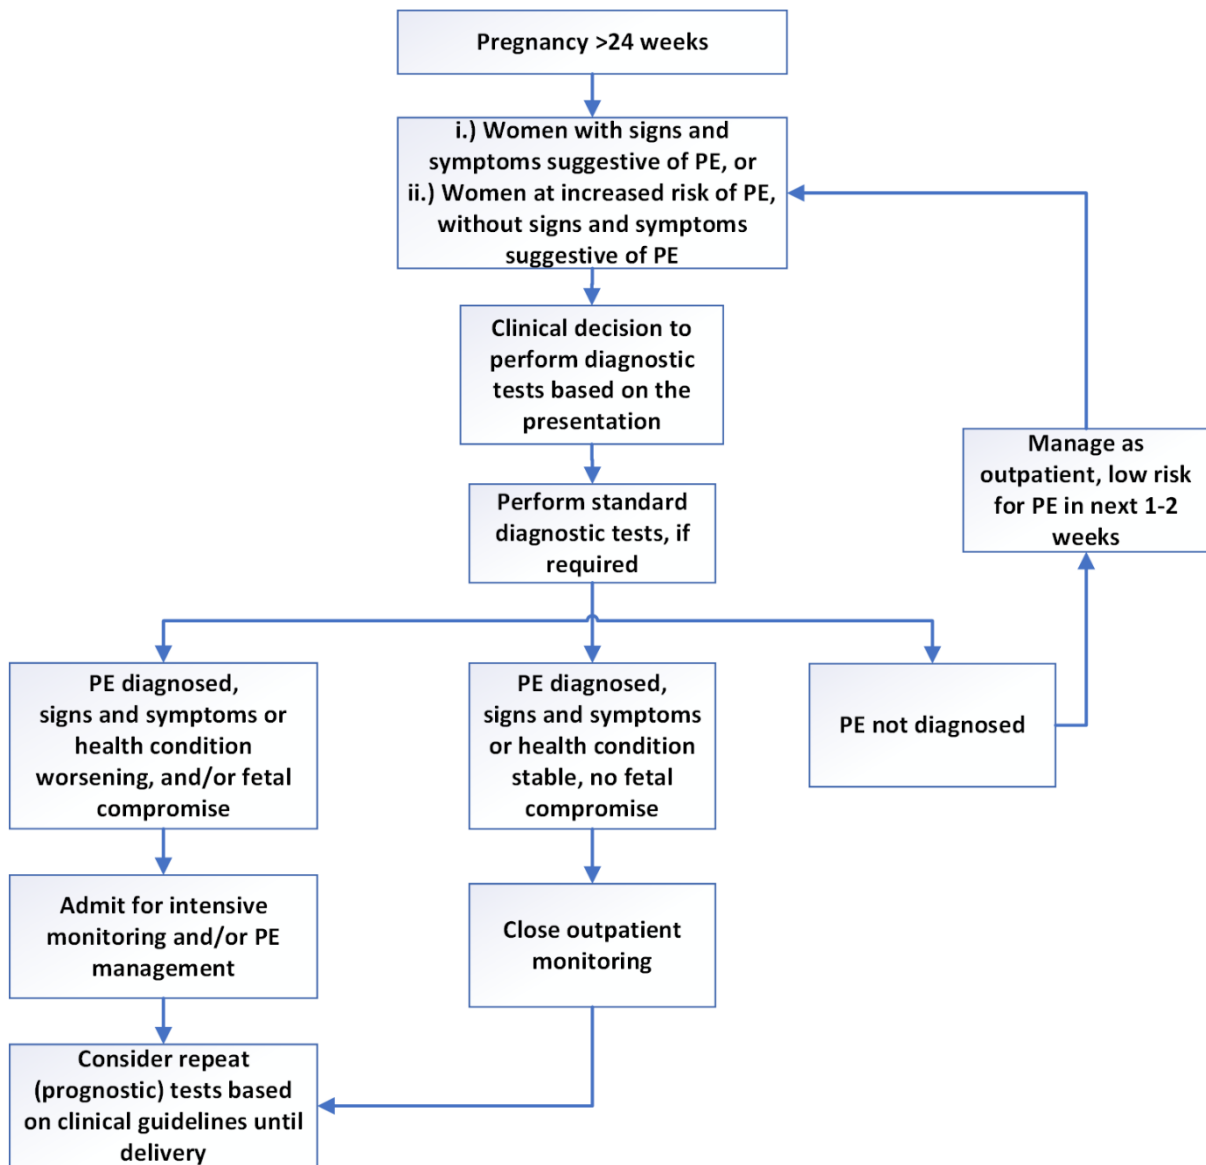 Pregnancy >24 weeks
i.) Women with signs and
symptoms suggestive of PE, or
ii.) Women at increased risk of PE,
without signs and symptoms
suggestive of PE
Clinical decision to
perform diagnostic
tests based on the
presentation
Manage as
outpatient, low risk
for PE in next 1-2
weeks
Perform standard
diagnostic tests, if
required
PE diagnosed,
signs and symptoms or
health condition
worsening, and/or fetal
compromise
PE diagnosed,
signs and symptoms
or health condition
stable, no fetal
compromise
PE not diagnosed
Admit for intensive
monitoring and/or PE
management
Close outpatient
monitoring
Consider repeat
(prognostic) tests based
on clinical guidelines until
delivery